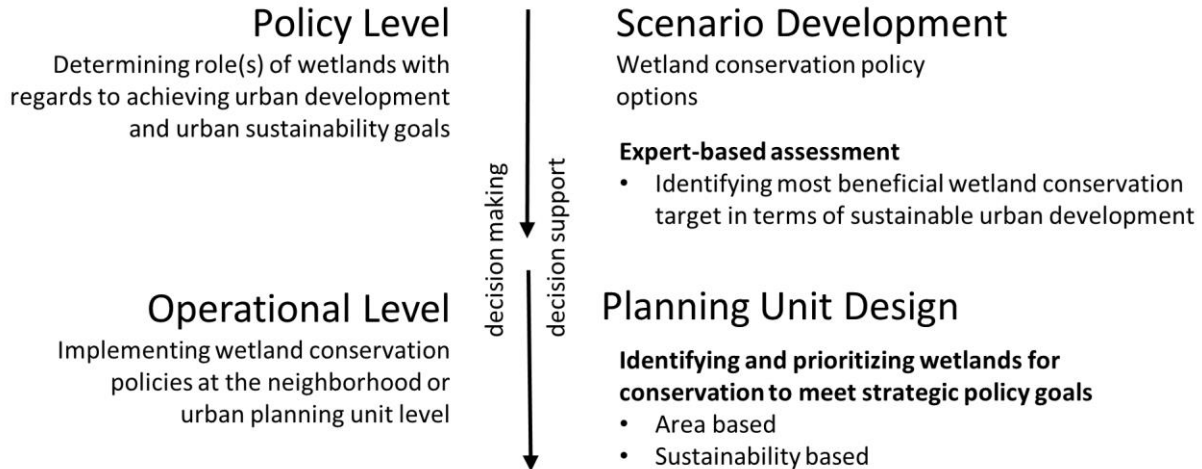 Policy Level
Determining role(s) of wetlands with
regards to achieving urban development
and urban sustainability goals
Scenario Development
Wetland conservation policy
options
Expert-based assessment
• Identifying most beneficial wetland conservation
target in terms of sustainable urban development
decision making
decision support
Operational Level
Implementing wetland conservation
policies at the neighborhood or
urban planning unit level
Planning Unit Design
Identifying and prioritizing wetlands for
conservation to meet strategic policy goals
• Area based
• Sustainability based